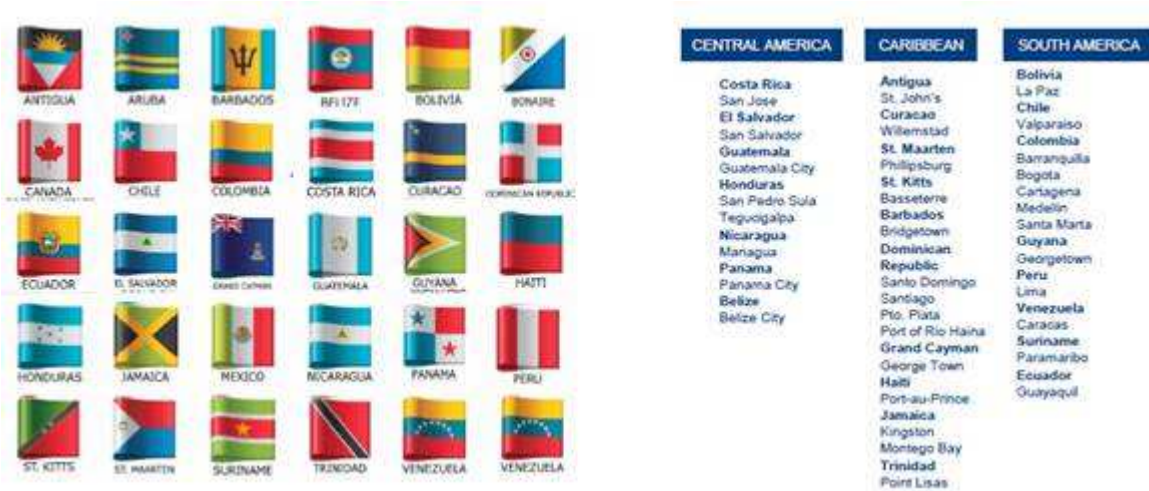 ANTIGUA ARUBA BARBADOS BOLIVIA BONAIRE
CANADA CHILE COLOMBIA COSTA RICA CURACAO DOMINICAN REPUBLIC
ECUADOR EL SALVADOR GRAND CAYMAN GUATEMALA GUYANA HAITI
HONDURAS JAMAICA MEXICO NICARAGUA PANAMA PERU
ST. KITTS ST. MAARTEN SURINAME TRINIDAD VENEZUELA VENEZUELA
CENTRAL AMERICA
Costa Rica
San Jose
El Salvador
San Salvador
Guatemala
Guatemala City
Honduras
San Pedro Sula
Tegucigalpa
Nicaragua
Managua
Panama
Panama City
Belize
Belize City
CARIBBEAN
Antigua
St. John's
Curacao
Willemstad
St. Maarten
Phillipsburg
St. Kitts
Basseterre
Barbados
Bridgetown
Dominican
Republic
Santo Domingo
Santiago
Pto. Plata
Port of Rio Haina
Grand Cayman
George Town
Haiti
Port-au-Prince
Jamaica
Kingston
Montego Bay
Trinidad
Point Lisas
SOUTH AMERICA
Bolivia
La Paz
Chile
Valparaiso
Colombia
Barranquilla
Bogota
Cartagena
Medellin
Santa Marta
Guyana
Georgetown
Peru
Lima
Venezuela
Caracas
Suriname
Paramaribo
Ecuador
Guayaquil